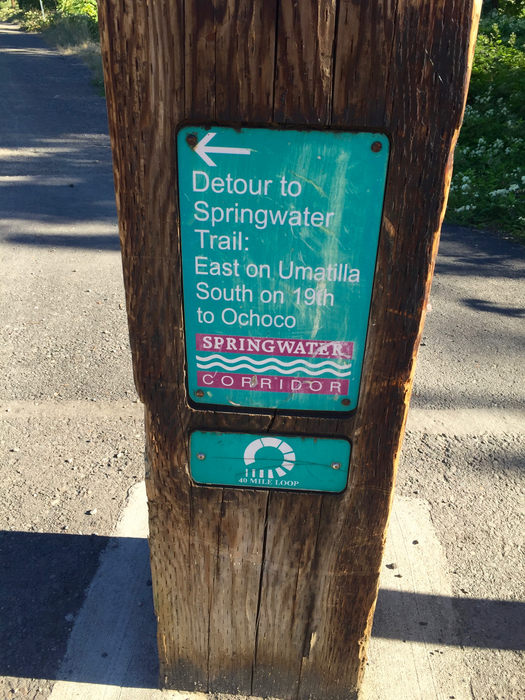 Detour to
Springwater
Trail:
East on Umatilla
South on 19th
to Ochoco
SPRINGWATER
CORRIDOR
40 MILE LOOP